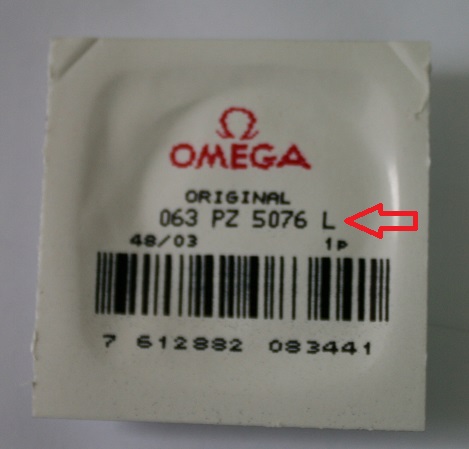 Ω
OMEGA
ORIGINAL
063 PZ 5076 L
48/03 1p
7 612882 083441